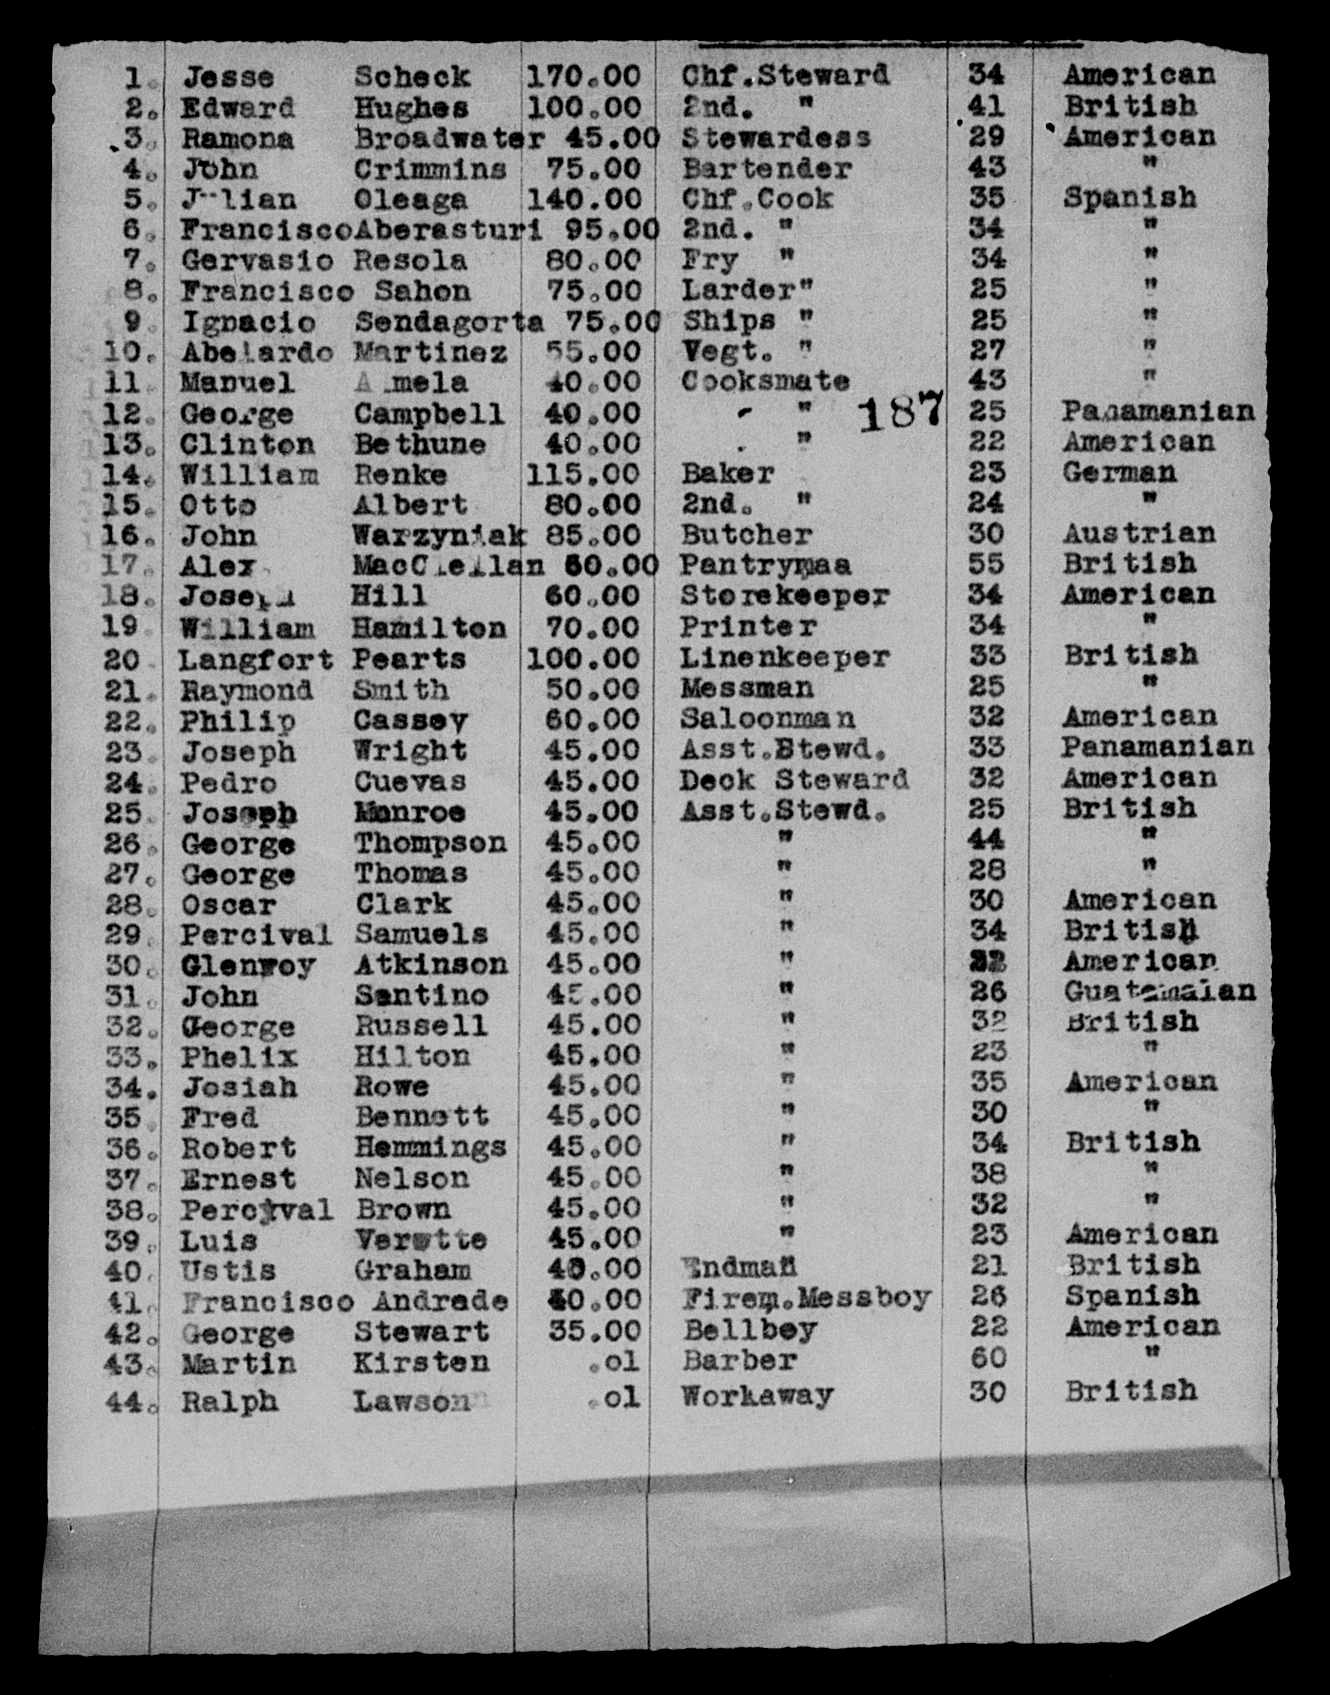 1. Jesse Scheck 170.00 Chf.Steward 34 American
2. Edward Hughes 100.00 2nd. " 41 British
3. Ramona Broadwater 45.00 Stewardess 29 American
4. John Crimmins 75.00 Bartender 43 "
5. Oleaga 140.00 Chf.Cook 35 Spanish
6. Francisco Aberasturi 95.00 2nd. " 34 "
7. Gervasio Resola 80.00 Fry " 34 "
8. Francisco Sahon 75.00 Larder" 25 "
9. Ignacio Sendagorta 75.00 Ships " 25 "
10. Abelardo Martinez 55.00 Vegt. " 27 "
11. Manuel 40.00 Cooksmate 43 "
12. George Campbell 40.00 " 187 25 Panamanian
13. Clinton Bethune 40.00 " 22 American
14. William Renke 115.00 Baker 23 German
15. Otto Albert 80.00 2nd. " 24 "
16. John Warzyniak 85.00 Butcher 30 Austrian
17. Alex MacClellan 60.00 Pantrymaa 55 British
18. Joseph Hill 60.00 Storekeeper 34 American
19. William Hamilton 70.00 Printer 34 "
20. Langfort Pearts 100.00 Linenkeeper 33 British
21. Raymond Smith 50.00 Messman 25 "
22. Philip Cassey 60.00 Saloonman 32 American
23. Joseph Wright 45.00 Asst.Stewd. 33 Panamanian
24. Pedro Cuevas 45.00 Deck Steward 32 American
25. Joseph Monroe 45.00 Asst.Stewd. 25 British
26. George Thompson 45.00 " 44 "
27. George Thomas 45.00 " 28 "
28. Oscar Clark 45.00 " 30 American
29. Percival Samuels 45.00 " 34 British
30. Glenroy Atkinson 45.00 " American
31. John Santino 45.00 " 26 Guatemalan
32. George Russell 45.00 " 32 British
33. Phelix Hilton 45.00 " 23 "
34. Josiah Rowe 45.00 " 35 American
35. Fred Bennett 45.00 " 30 "
36. Robert Hemmings 45.00 " 34 British
37. Ernest Nelson 45.00 " 38 "
38. Percival Brown 45.00 " 32 "
39. Luis Verette 45.00 " 23 American
40. Ustis Graham 40.00 Endman 21 British
41. Francisco Andrade 40.00 Firem.Messboy 26 Spanish
42. George Stewart 35.00 Bellboy 22 American
43. Martin Kirsten .01 Barber 60 "
44. Ralph Lawson .01 Workaway 30 British